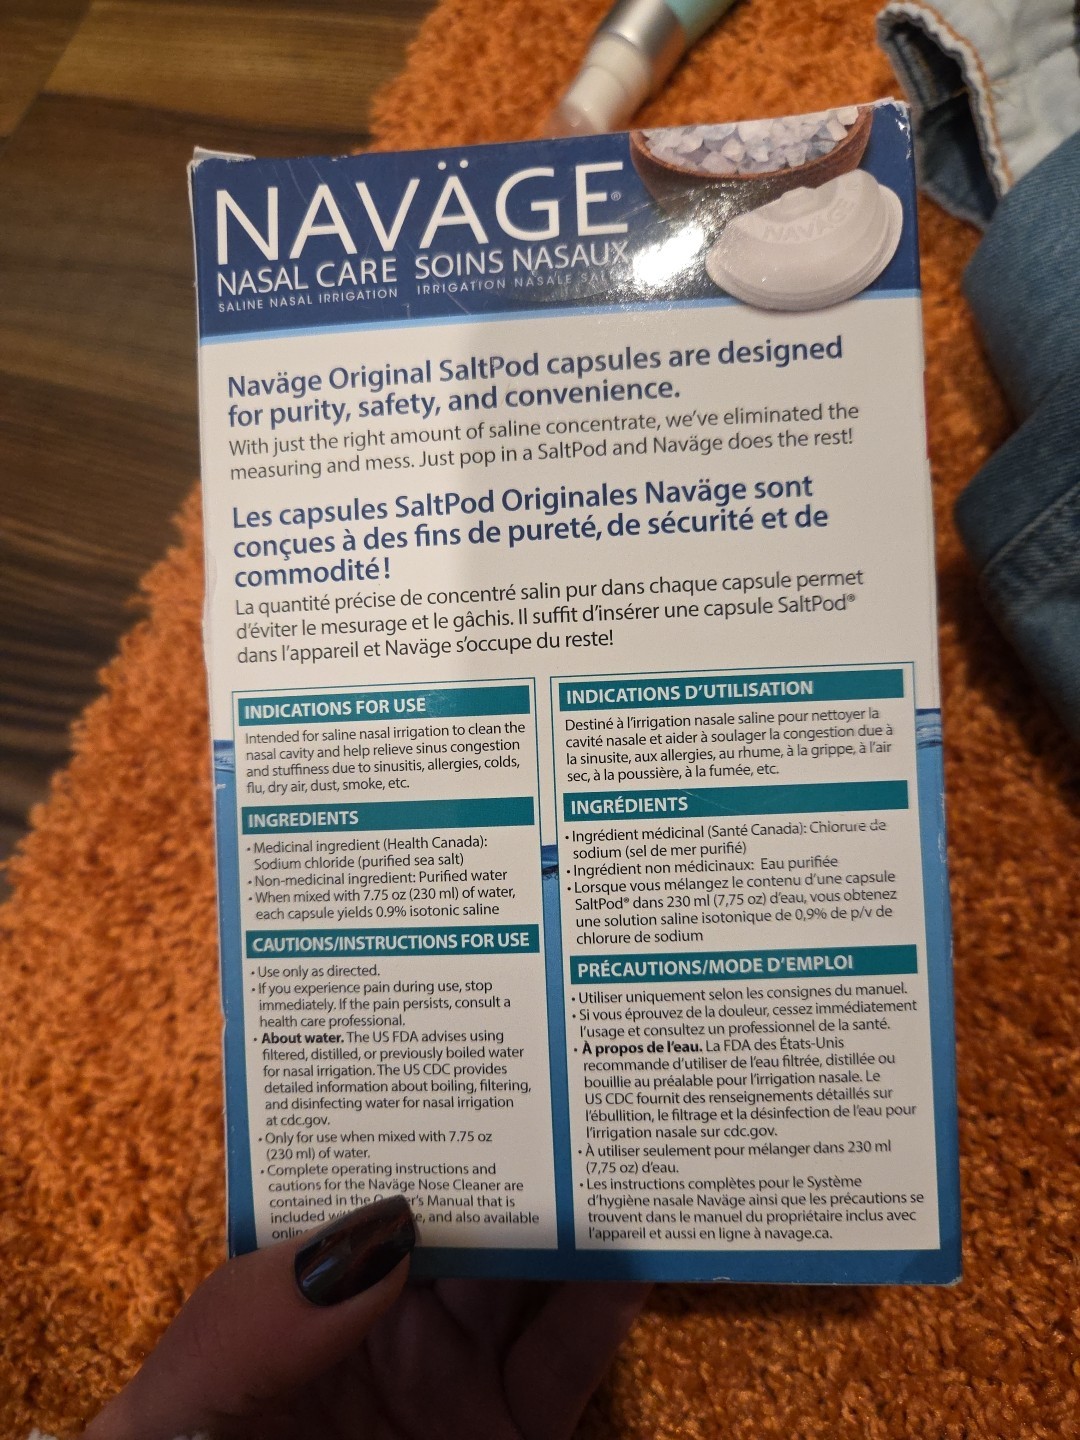 NAVÄGE®
NASAL CARE SOINS NASAUX
SALINE NASAL IRRIGATION IRRIGATION NASALE
NAVAGE
Naväge Original SaltPod capsules are designed
for purity, safety, and convenience.
With just the right amount of saline concentrate, we've eliminated the
measuring and mess. Just pop in a SaltPod and Naväge does the rest!
Les capsules SaltPod Originales Naväge sont
conçues à des fins de pureté, de sécurité et de
commodité!
La quantité précise de concentré salin pur dans chaque capsule permet
d'éviter le mesurage et le gâchis. Il suffit d'insérer une capsule SaltPod®
dans l'appareil et Naväge s'occupe du reste!
INDICATIONS FOR USE
Intended for saline nasal irrigation to clean the
nasal cavity and help relieve sinus congestion
and stuffiness due to sinusitis, allergies, colds,
flu, dry air, dust, smoke, etc.
INGREDIENTS
• Medicinal ingredient (Health Canada):
Sodium chloride (purified sea salt)
• Non-medicinal ingredient: Purified water
• When mixed with 7.75 oz (230 ml) of water,
each capsule yields 0.9% isotonic saline
CAUTIONS/INSTRUCTIONS FOR USE
• Use only as directed.
• If you experience pain during use, stop
immediately. If the pain persists, consult a
health care professional.
• About water. The US FDA advises using
filtered, distilled, or previously boiled water
for nasal irrigation. The US CDC provides
detailed information about boiling, filtering,
and disinfecting water for nasal irrigation
at cdc.gov.
• Only for use when mixed with 7.75 oz
(230 ml) of water.
• Complete operating instructions and
cautions for the Naväge Nose Cleaner are
contained in the Owner's Manual that is
included and also available
INDICATIONS D'UTILISATION
Destiné à l'irrigation nasale saline pour nettoyer la
cavité nasale et aider à soulager la congestion due à
la sinusite, aux allergies, au rhume, à la grippe, à l'air
sec, à la poussière, à la fumée, etc.
INGRÉDIENTS
• Ingrédient médicinal (Santé Canada): Chlorure de
sodium (sel de mer purifié)
• Ingrédient non médicinaux: Eau purifiée
• Lorsque vous mélangez le contenu d'une capsule
SaltPod® dans 230 ml (7,75 oz) d'eau, vous obtenez
une solution saline isotonique de 0,9% de p/v de
chlorure de sodium
PRÉCAUTIONS/MODE D'EMPLOI
• Utiliser uniquement selon les consignes du manuel.
• Si vous éprouvez de la douleur, cessez immédiatement
l'usage et consultez un professionnel de la santé.
• À propos de l'eau. La FDA des États-Unis
recommande d'utiliser de l'eau filtrée, distillée ou
bouillie au préalable pour l'irrigation nasale. Le
US CDC fournit des renseignements détaillés sur
l'ébullition, le filtrage et la désinfection de l'eau pour
l'irrigation nasale sur cdc.gov.
• À utiliser seulement pour mélanger dans 230 ml
(7,75 oz) d'eau.
• Les instructions complètes pour le Système
d'hygiène nasale Naväge ainsi que les précautions se
trouvent dans le manuel du propriétaire inclus avec
l'appareil et aussi en ligne à navage.ca.